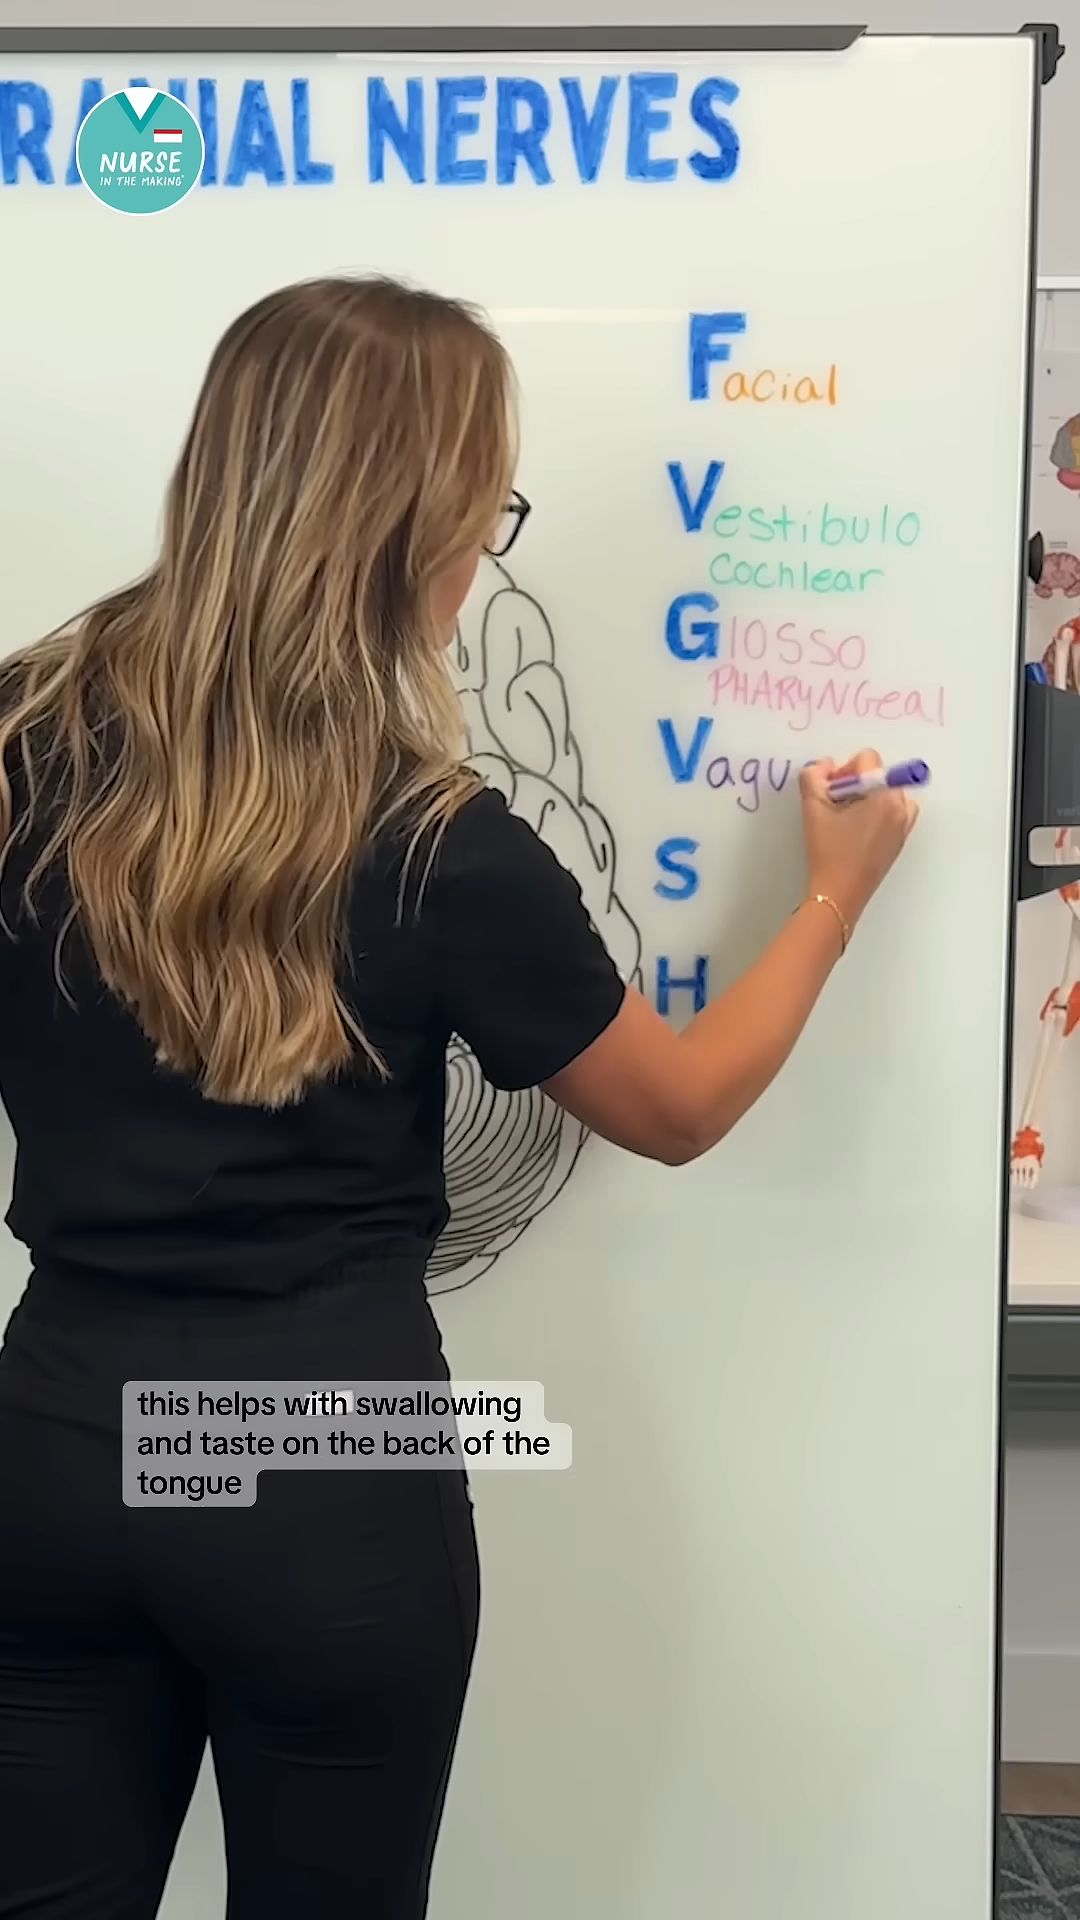 RANIAL NERVES
NURSE
IN THE MAKING
Facial
Vestibulo
Cochlear
Glosso
PHARYNGeal
Vagu
S
H
this helps with swallowing
and taste on the back of the
tongue